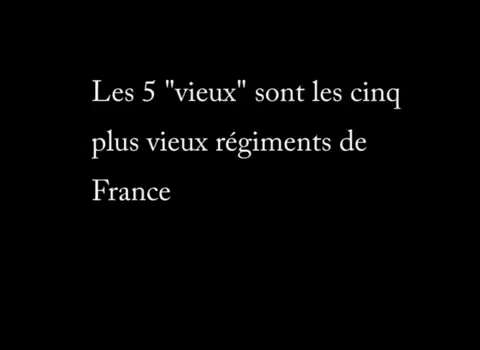 Les 5 "vieux" sont les cinq
plus vieux régiments de
France